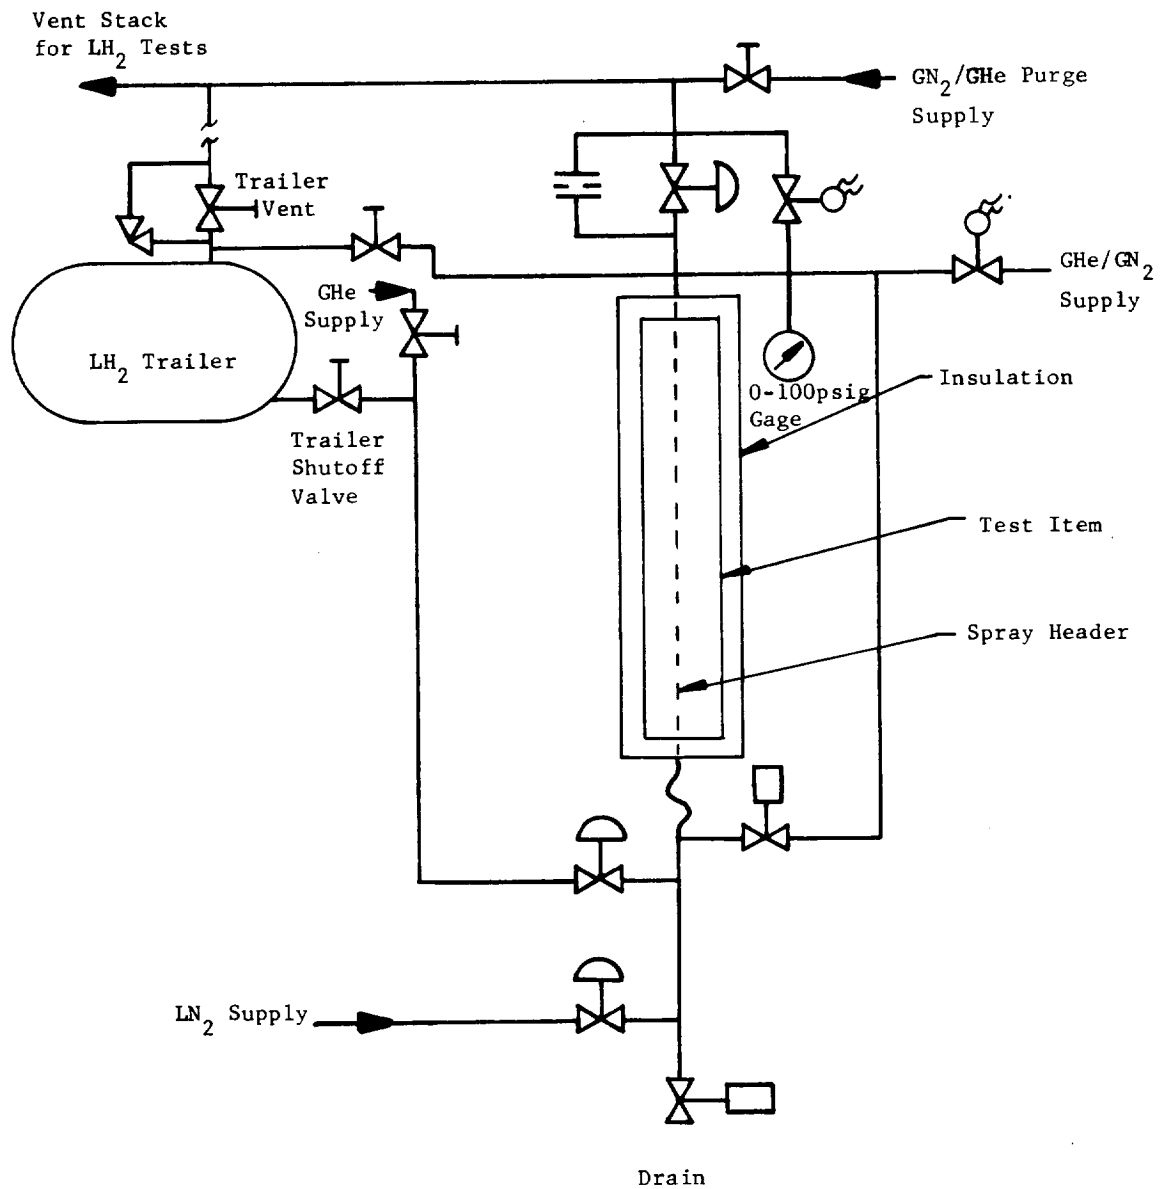 Vent Stack
for LH2 Tests
GN2/GHe Purge
Supply
Trailer
Vent
GHe/GN2
Supply
GHe
Supply
LH2 Trailer
0-100psig
Gage
Insulation
Trailer
Shutoff
Valve
Test Item
Spray Header
LN2 Supply
Drain